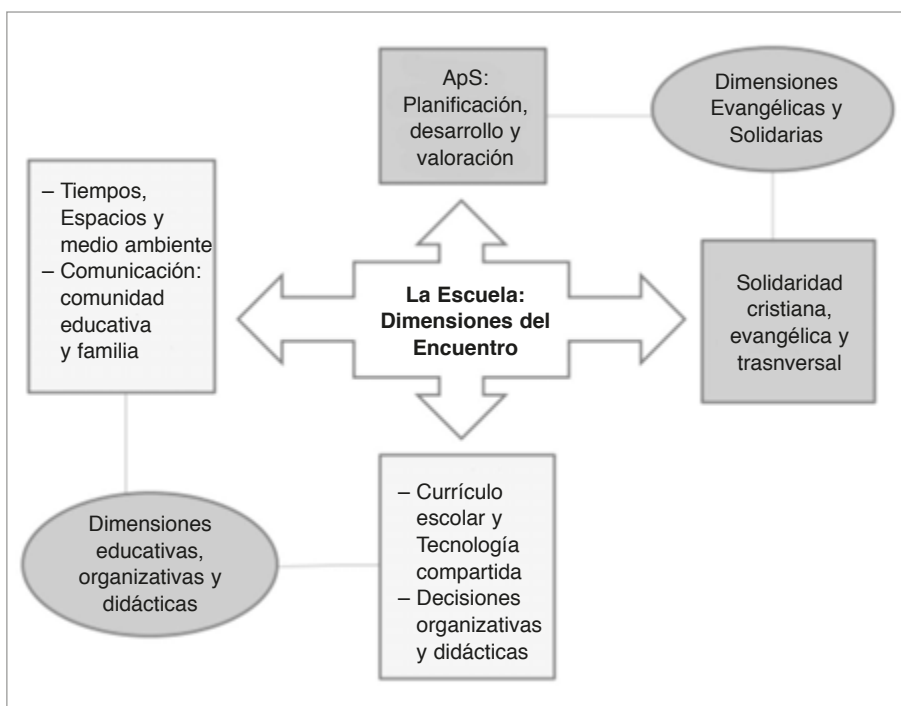 ApS:
Planificación,
desarrollo y
valoración
Dimensiones
Evangélicas y
Solidarias
– Tiempos,
Espacios y
medio ambiente
– Comunicación:
comunidad
educativa
y familia
La Escuela:
Dimensiones del
Encuentro
Solidaridad
cristiana,
evangélica y
trasnversal
Dimensiones
educativas,
organizativas y
didácticas
– Currículo
escolar y
Tecnología
compartida
– Decisiones
organizativas
y didácticas